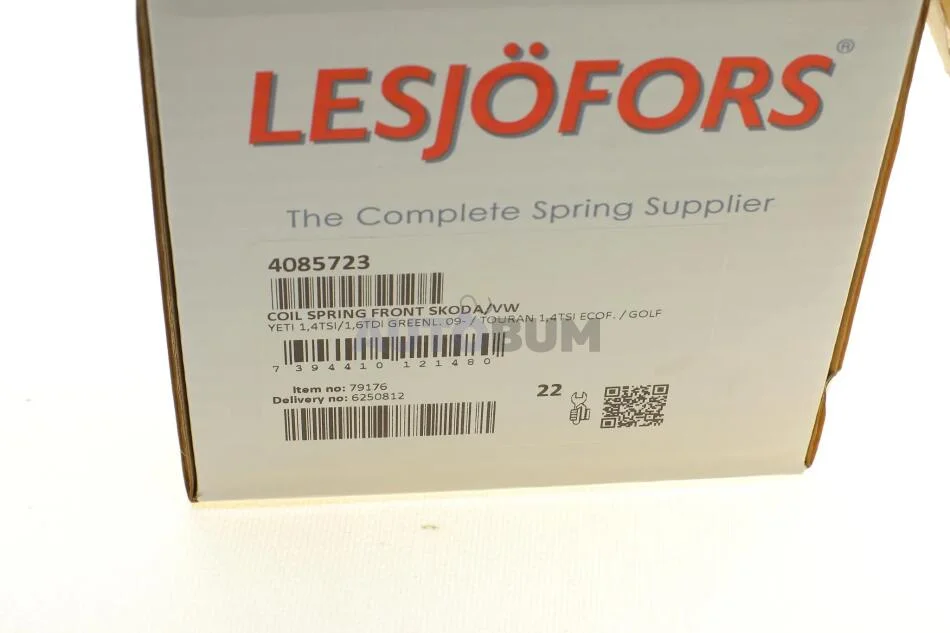 LESJÖFORS®
The Complete Spring Supplier
4085723
COIL SPRING FRONT SKODA/VW
YETI 1,4TSI/1,6TDI GREENL. 09- / TOURAN 1,4TSI ECOF. / GOLF
AUTOBUM
7 394410 121480
Item no: 79176
Delivery no: 6250812
22